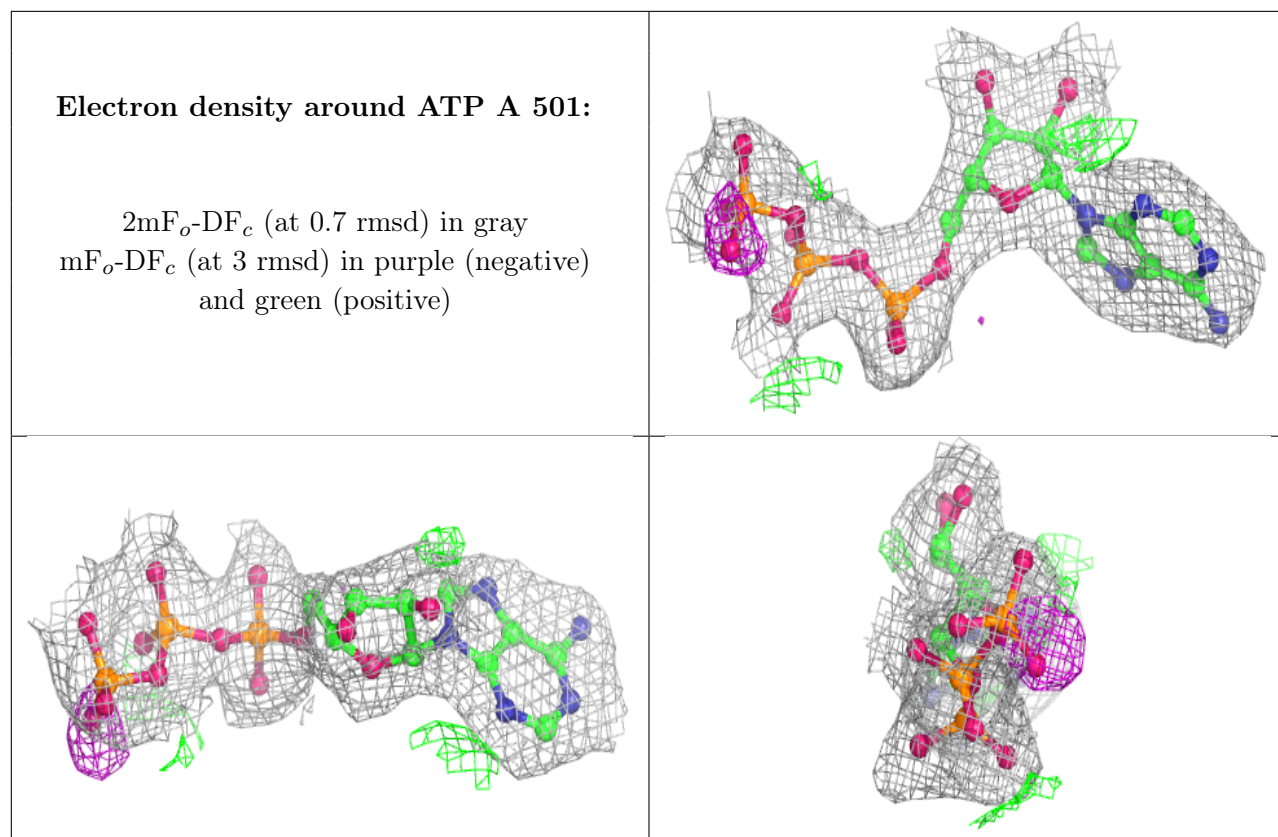 Electron density around ATP A 501:
2mFo-DFc (at 0.7 rmsd) in gray
mFo-DFc (at 3 rmsd) in purple (negative)
and green (positive)